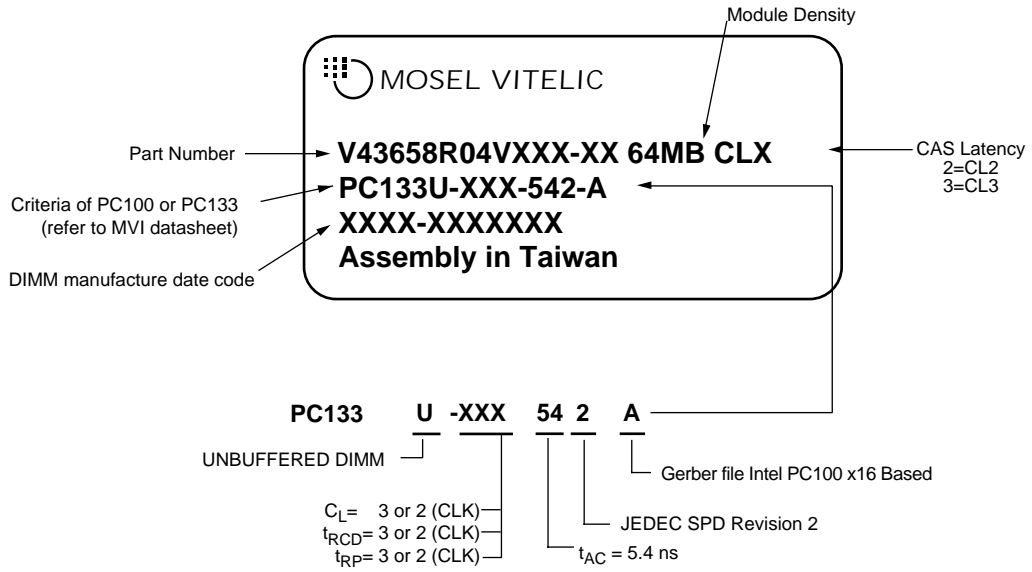 Module Density
MOSEL VITELIC
Part Number
V43658R04VXXX-XX 64MB CLX
CAS Latency
2=CL2
3=CL3
Criteria of PC100 or PC133
(refer to MVI datasheet)
PC133U-XXX-542-A
XXXX-XXXXXXX
DIMM manufacture date code
Assembly in Taiwan
PC133 U -XXX 54 2 A
UNBUFFERED DIMM
Gerber file Intel PC100 x16 Based
CL= 3 or 2 (CLK)
tRCD= 3 or 2 (CLK)
tRP= 3 or 2 (CLK)
JEDEC SPD Revision 2
tAC = 5.4 ns